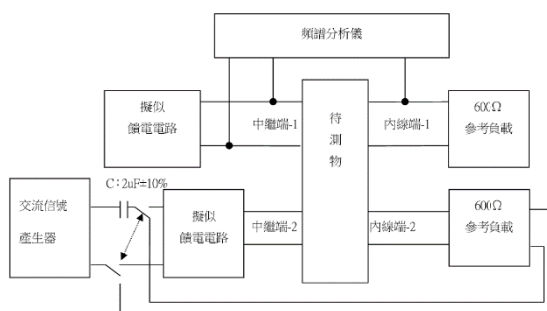 頻譜分析儀
擬似
饋電電路
中繼端-1
待
測
物
內線端-1
600Ω
參考負載
交流信號
產生器
C:2uF±10%
擬似
饋電電路
中繼端-2
內線端-2
600Ω
參考負載